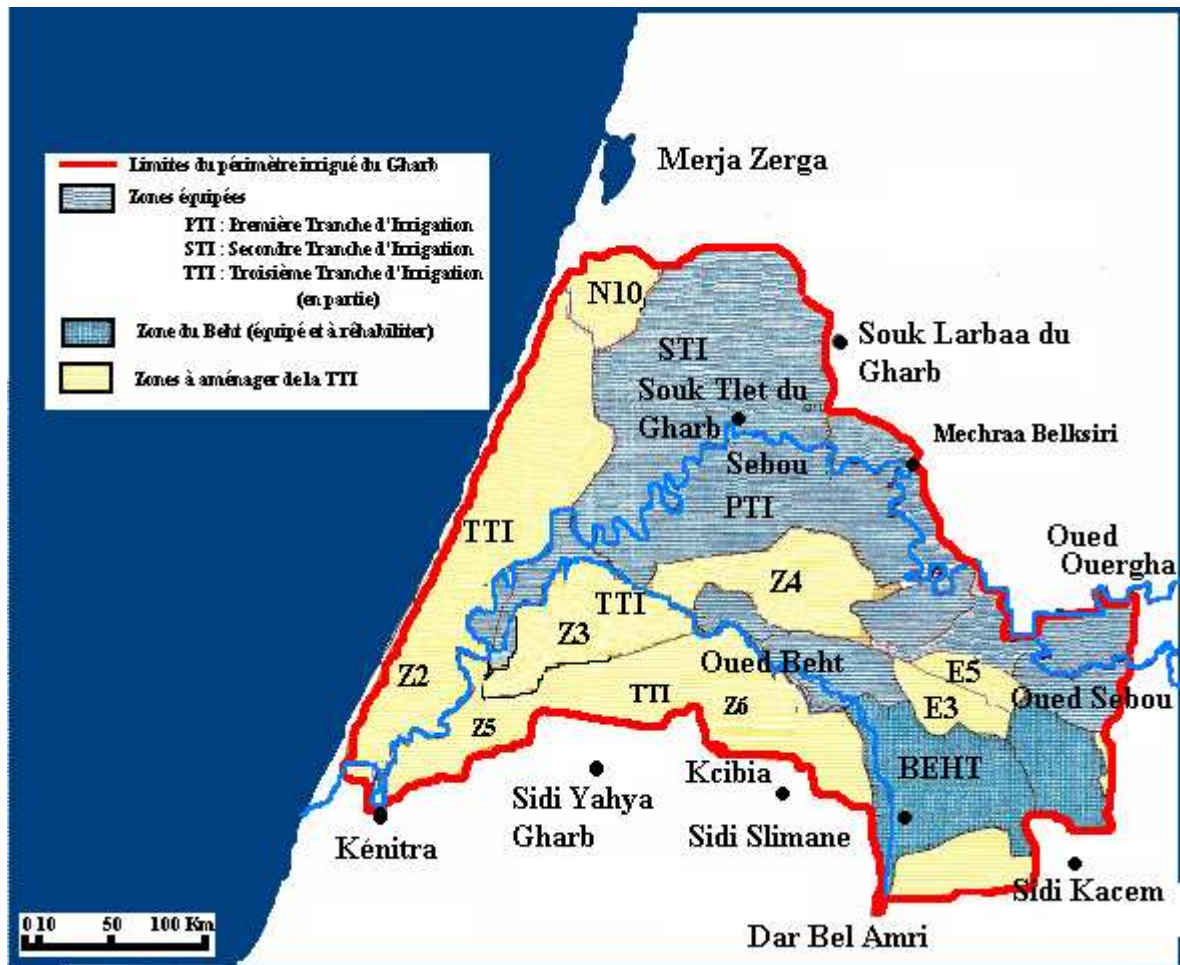 Limites du périmètre irrigué du Gharb
Zones équipées
PTI : Première Tranche d'Irrigation
STI : Secondre Tranche d'Irrigation
TTI : Troisième Tranche d'Irrigation
(en partie)
Zone du Beht (équipé et à réhabiliter)
Zones à aménager de la TTI
Merja Zerga
N10
STI
Souk Larbaa du
Gharb
Souk Tlet du
Gharb
Mechraa Belksiri
Sebou
PTI
TTI
Oued
Ouergha
Z4
TTI
Z3
Oued Beht
E5
Z2
TTI
Oued Sebou
E3
Z6
Z5
BEHT
Kcibia
Sidi Yahya
Gharb
Sidi Slimane
Kénitra
Sidi Kacem
Dar Bel Amri
0 10 50 100 Km